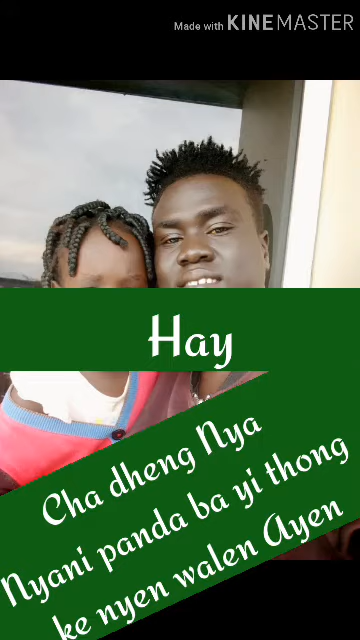 Made with KINEMASTER
Hay
Cha dheng Nya
Nyani panda ba yi thong
ke nyen walen Ayen